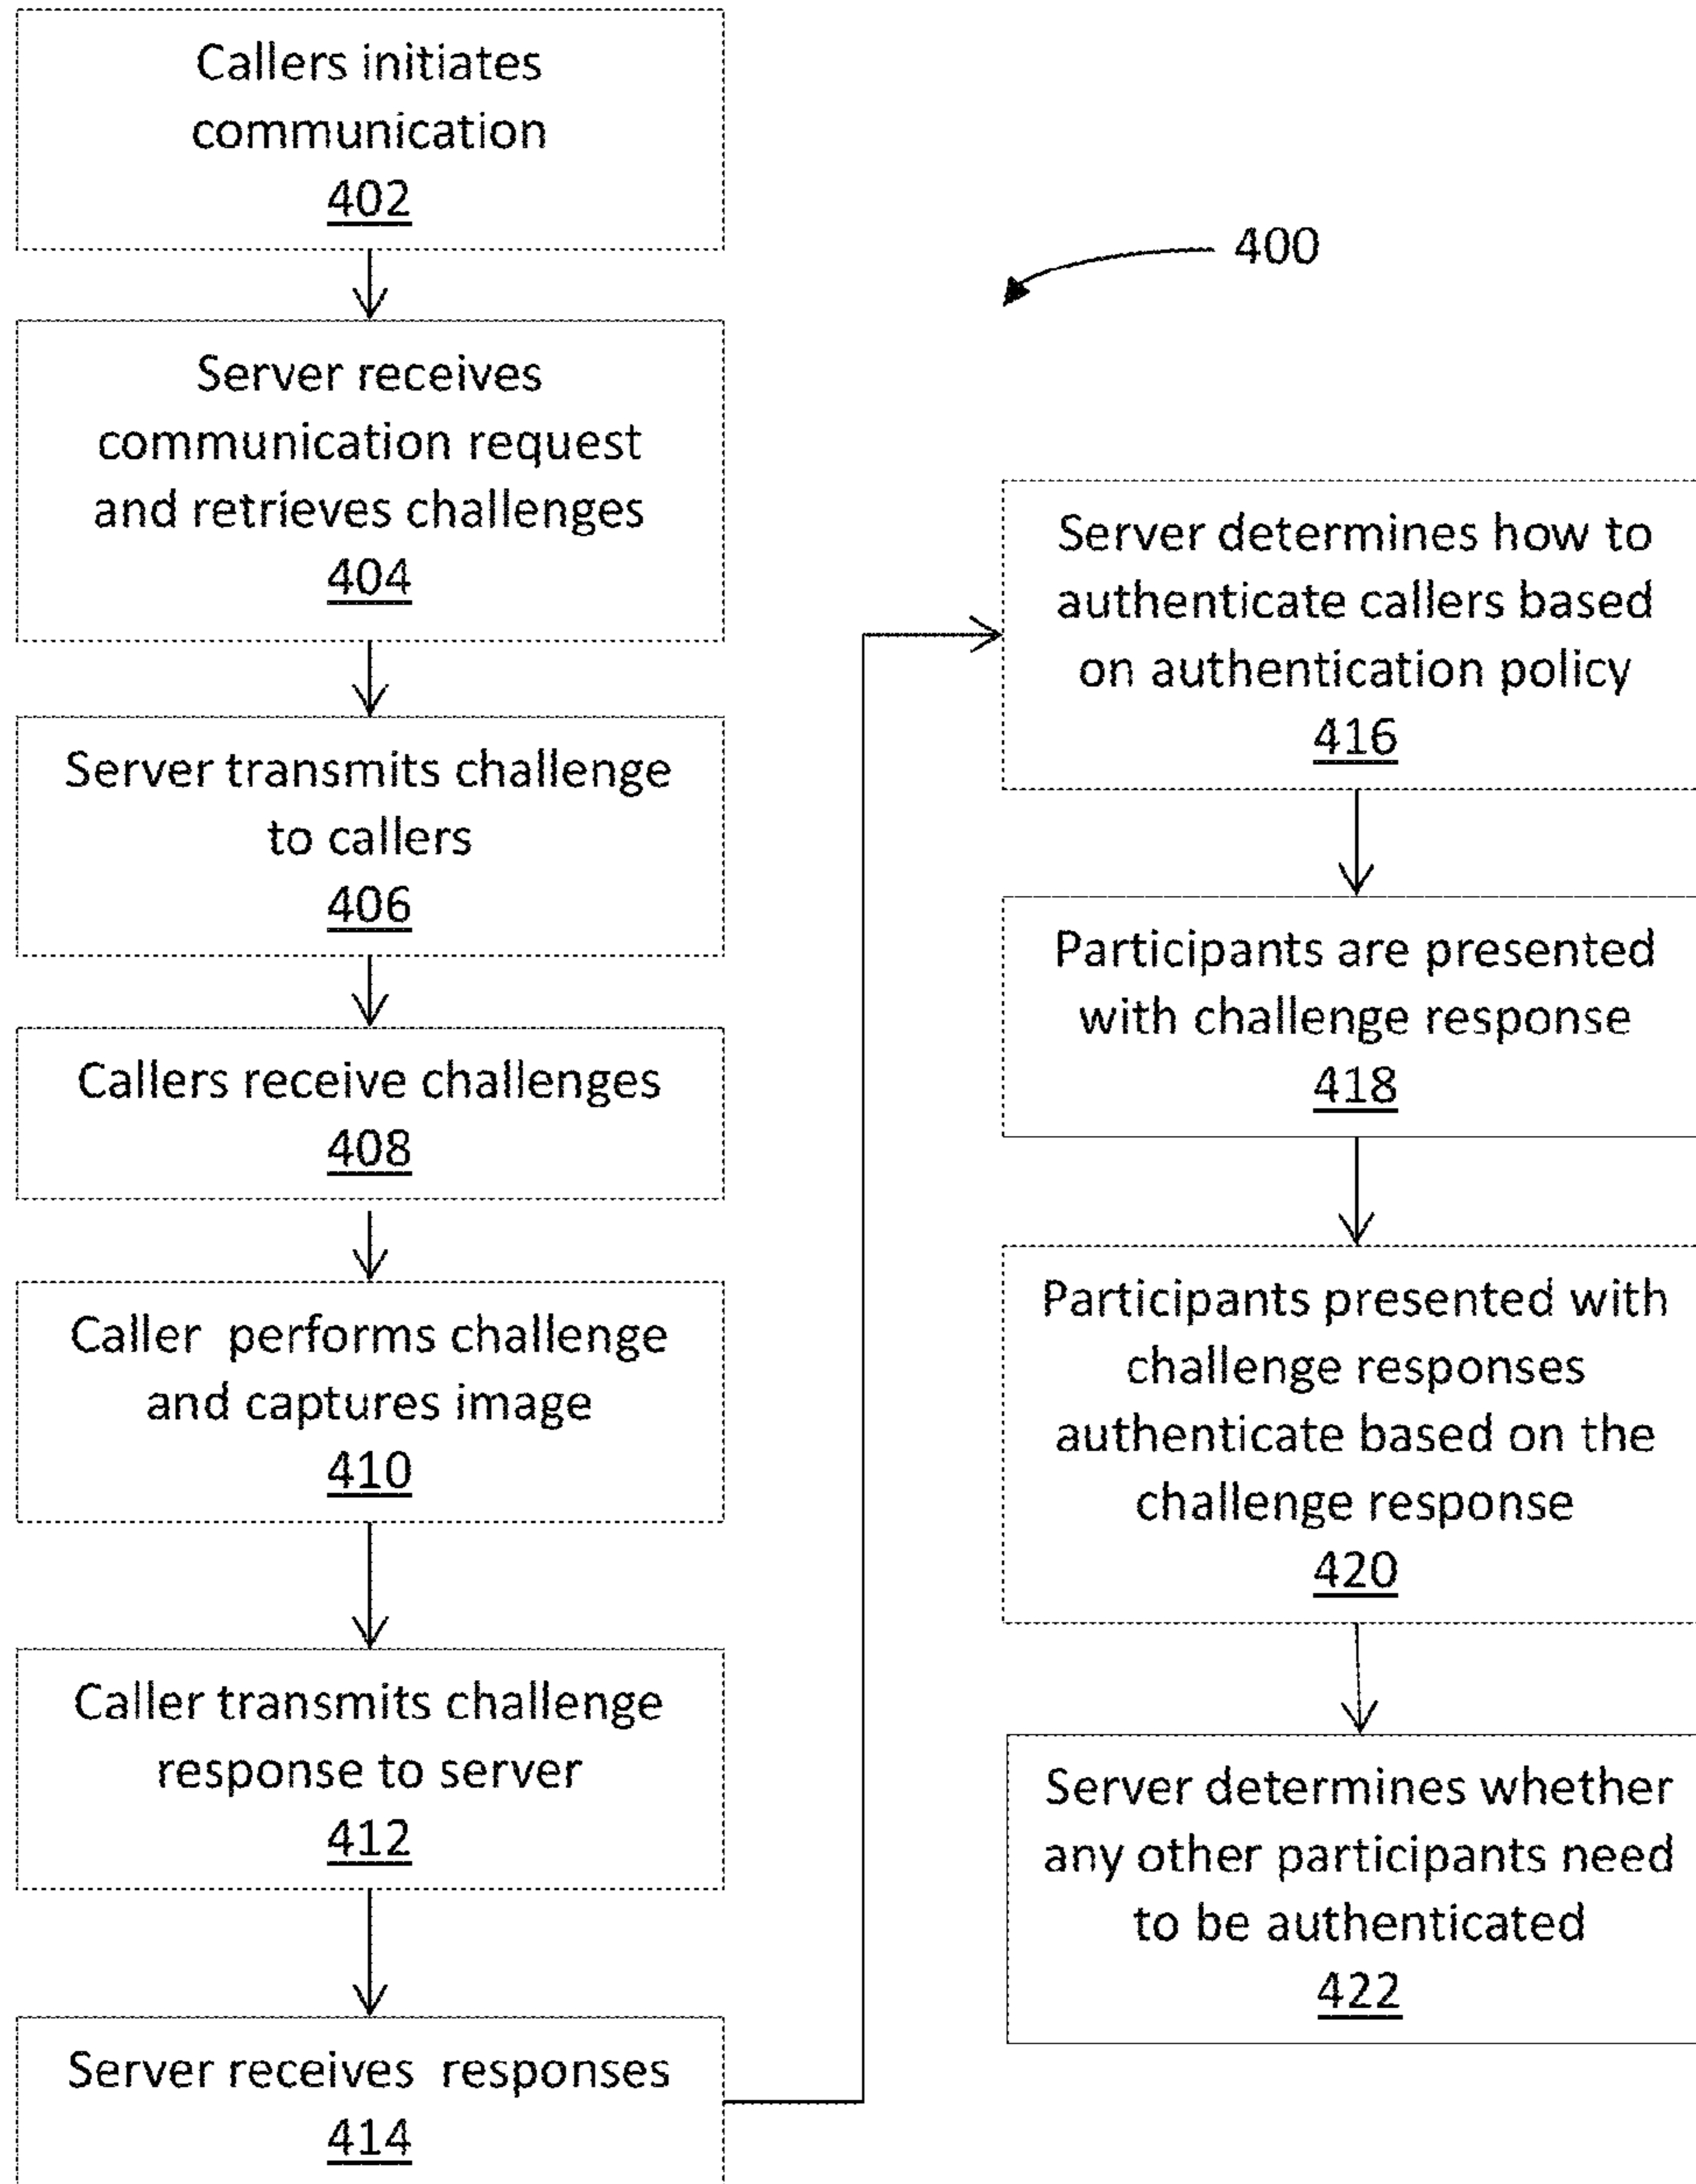 Callers initiates
communication
402
Server receives
communication request
and retrieves challenges
404
Server transmits challenge
to callers
406
Callers receive challenges
408
Caller performs challenge
and captures image
410
Caller transmits challenge
response to server
412
Server receives responses
414
400
Server determines how to
authenticate callers based
on authentication policy
416
Participants are presented
with challenge response
418
Participants presented with
challenge responses
authenticate based on the
challenge response
420
Server determines whether
any other participants need
to be authenticated
422